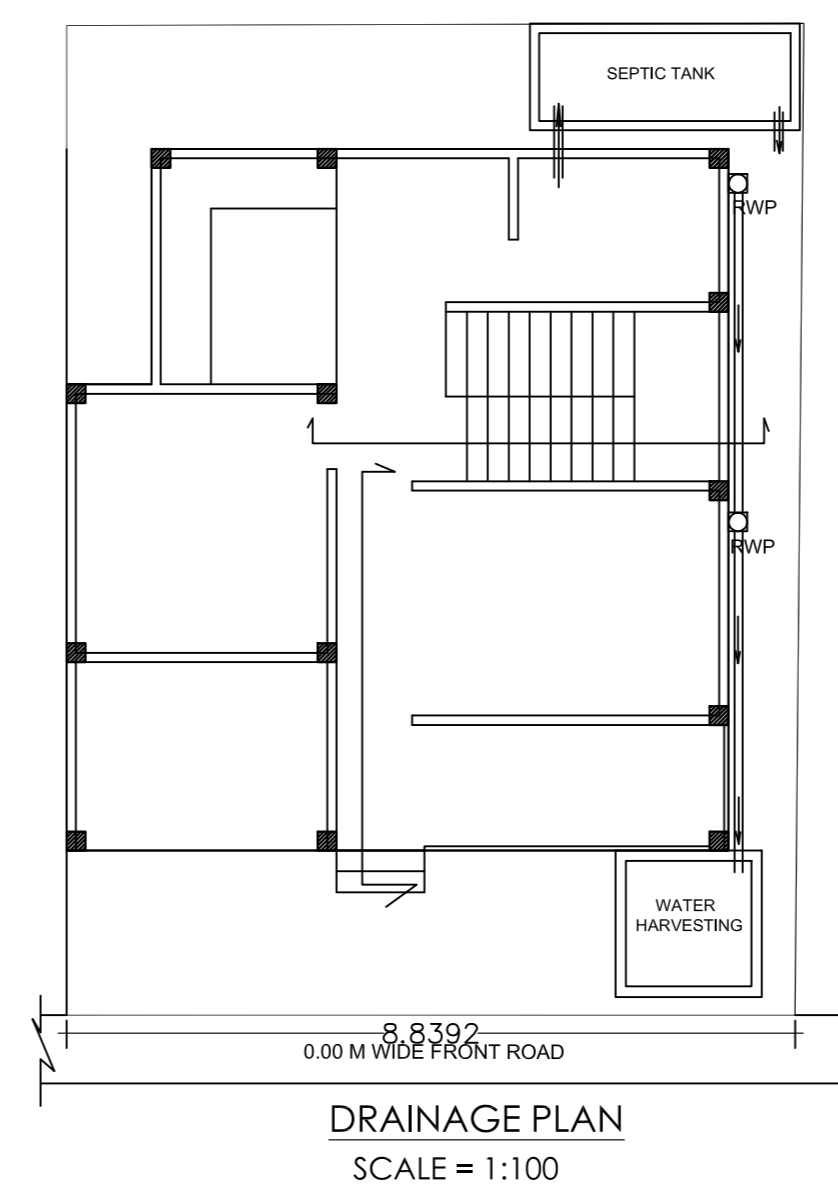 SEPTIC TANK
RWP
RWP
WATER
HARVESTING
8.8392
0.00 M WIDE FRONT ROAD
DRAINAGE PLAN
SCALE = 1:100